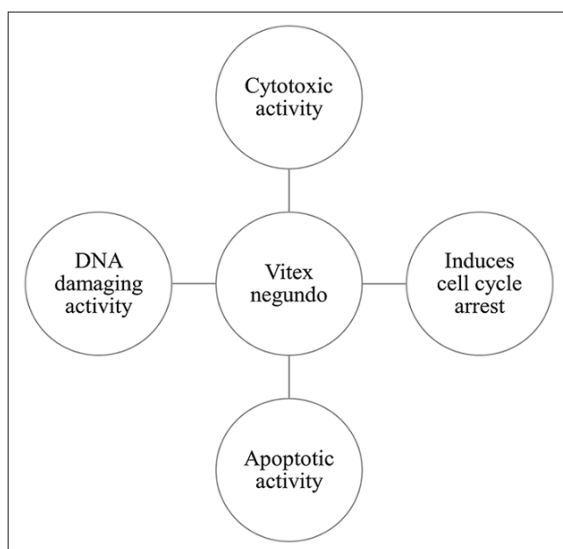 Cytotoxic
activity
DNA
damaging
activity
Vitex
negundo
Induces
cell cycle
arrest
Apoptotic
activity